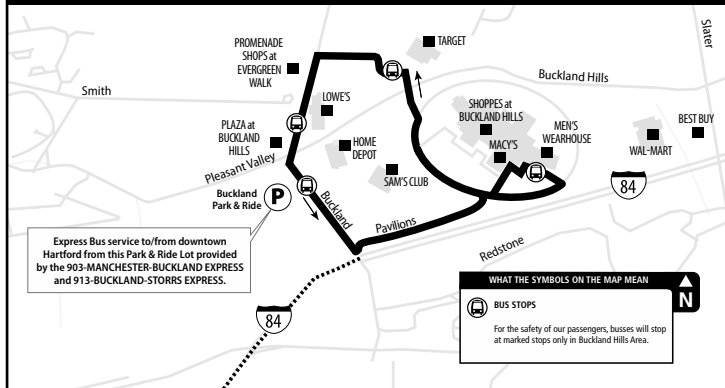 Slater
PROMENADE
SHOPS at
EVERGREEN
WALK
TARGET
Smith
Buckland Hills
LOWE'S
SHOPPES at
BUCKLAND HILLS
PLAZA at
BUCKLAND
HILLS
HOME
DEPOT
MACY'S
MEN'S
WEARHOUSE
WAL-MART
BEST BUY
Pleasant Valley
SAM'S CLUB
84
Buckland
Park & Ride
P
Buckland
Pavilions
Redstone
Express Bus service to/from downtown
Hartford from this Park & Ride Lot provided
by the 903-MANCHESTER-BUCKLAND EXPRESS
and 913-BUCKLAND-STORRS EXPRESS.
84
WHAT THE SYMBOLS ON THE MAP MEAN
N
BUS STOPS
For the safety of our passengers, busses will stop
at marked stops only in Buckland Hills Area.